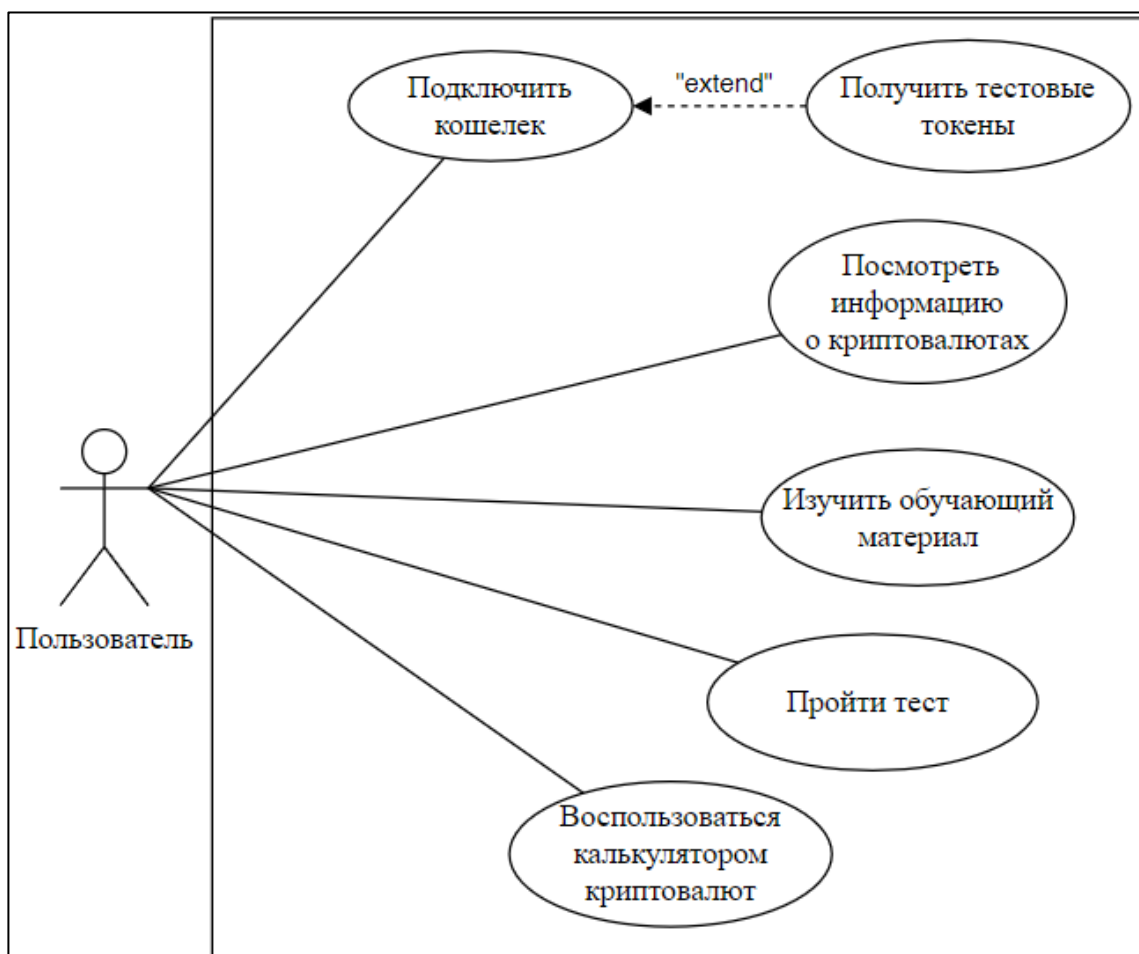 Подключить
кошелек
"extend"
Получить тестовые
токены
Посмотреть
информацию
о криптовалютах
Изучить обучающий
материал
Пользователь
Пройти тест
Воспользоваться
калькулятором
криптовалют